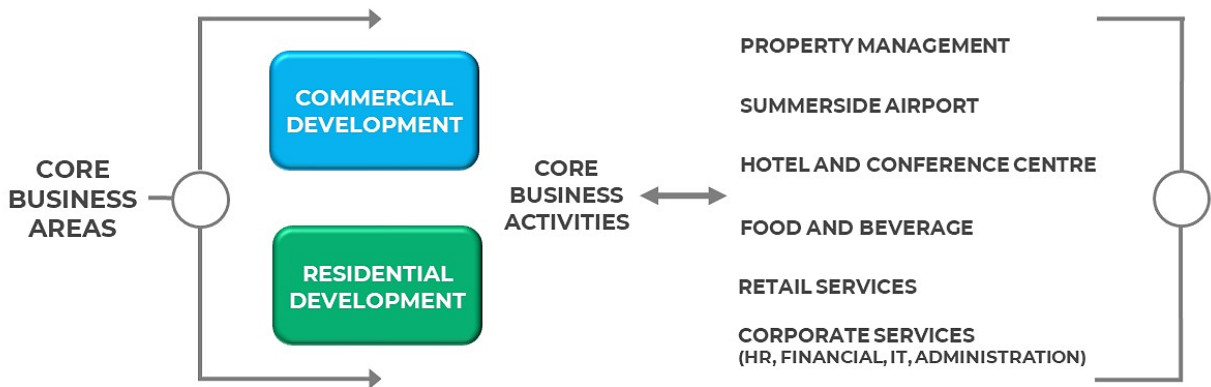 CORE
BUSINESS
AREAS
COMMERCIAL
DEVELOPMENT
RESIDENTIAL
DEVELOPMENT
CORE
BUSINESS
ACTIVITIES
PROPERTY MANAGEMENT
SUMMERSIDE AIRPORT
HOTEL AND CONFERENCE CENTRE
FOOD AND BEVERAGE
RETAIL SERVICES
CORPORATE SERVICES
(HR, FINANCIAL, IT, ADMINISTRATION)